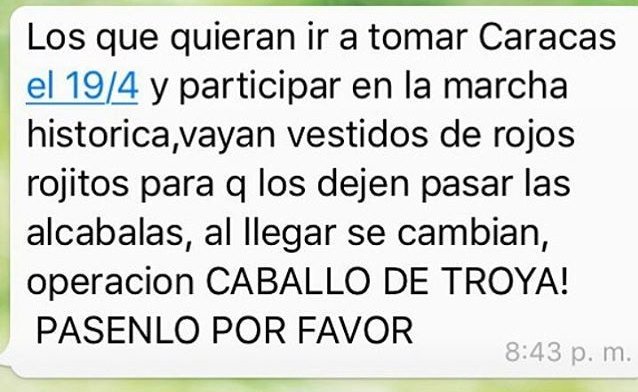 Los que quieran ir a tomar Caracas
el 19/4 y participar en la marcha
historica,vayan vestidos de rojos
rojitos para q los dejen pasar las
alcabalas, al llegar se cambian,
operacion CABALLO DE TROYA!
PASENLO POR FAVOR
8:43 p. m.